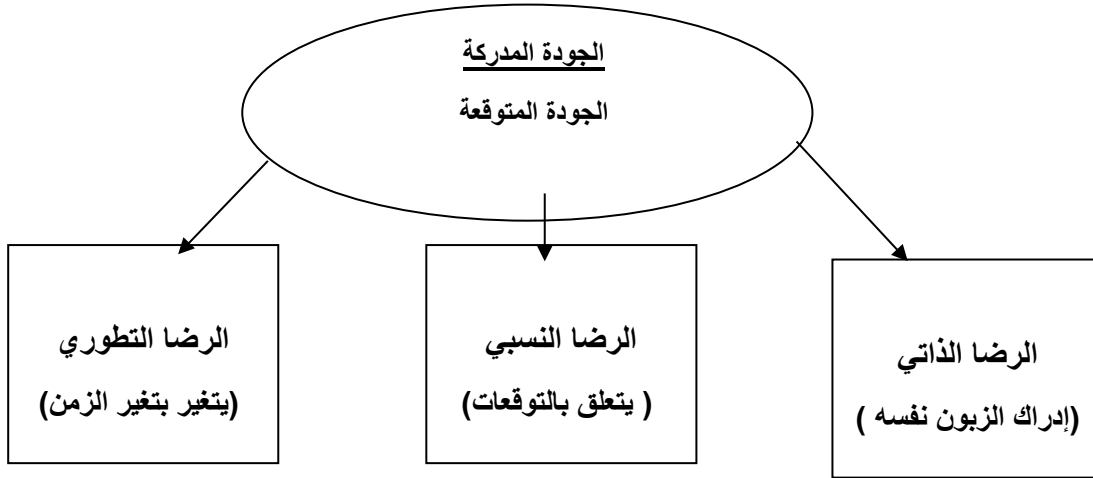 الجودة المدركة
الجودة المتوقعة
الرضا الذاتي
(إدراك الزبون نفسه )
الرضا النسبي
( يتعلق بالتوقعات)
الرضا التطوري
(يتغير بتغير الزمن)